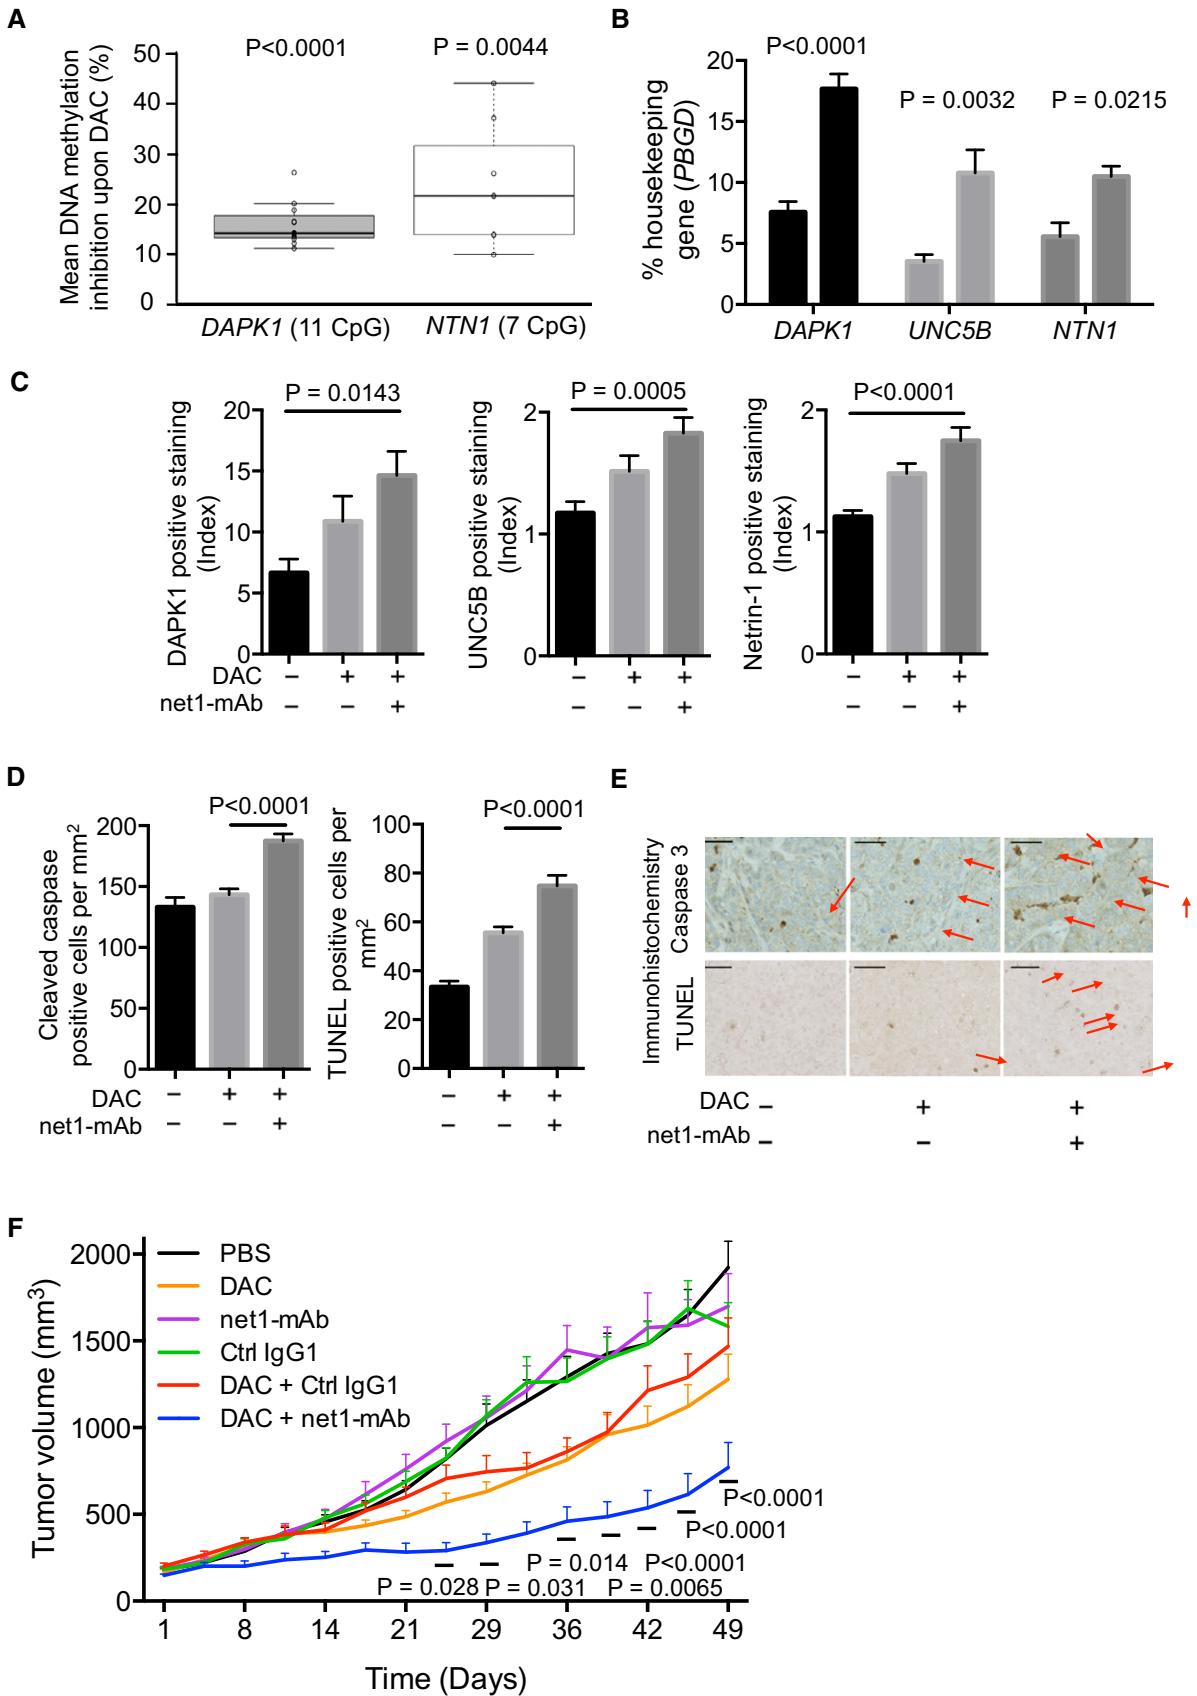 A
P<0.0001
P = 0.0044
Mean DNA methylation
inhibition upon DAC (%)
50
40
30
20
10
0
DAPK1 (11 CpG)
NTN1 (7 CpG)
B
P<0.0001
P = 0.0032
P = 0.0215
% housekeeping
gene (PBGD)
20
15
10
5
0
DAPK1
UNC5B
NTN1
C
P = 0.0143
DAPK1 positive staining
(Index)
20
15
10
5
0
P = 0.0005
UNC5B positive staining
(Index)
2
1
0
P<0.0001
Netrin-1 positive staining
(Index)
2
1
0
DAC − + + − + + − + +
net1-mAb − − + − − + − − +
D
P<0.0001
Cleaved caspase
positive cells per mm2
200
150
100
50
0
P<0.0001
TUNEL positive cells per
mm2
100
80
60
40
20
0
DAC − + + − + +
net1-mAb − − + − − +
E
Immunohistochemistry
Caspase 3
TUNEL
DAC − + +
net1-mAb − − +
F
Tumor volume (mm3)
2000
1500
1000
500
0
PBS
DAC
net1-mAb
Ctrl IgG1
DAC + Ctrl IgG1
DAC + net1-mAb
P<0.0001
P<0.0001
P = 0.014 P<0.0001
P = 0.028 P = 0.031 P = 0.0065
1 8 14 21 29 36 42 49
Time (Days)